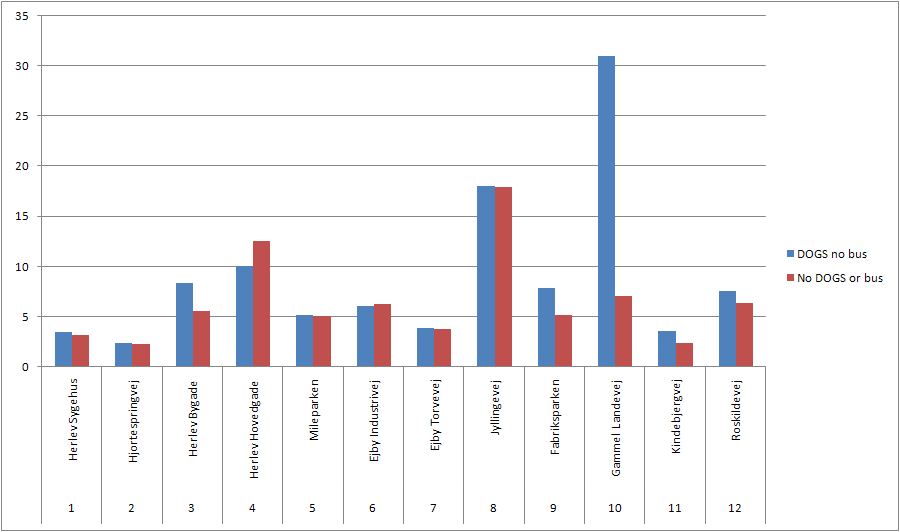 35
30
25
20
15
10
5
0
DOGS no bus
No DOGS or bus
Herlev Sygehus
Hjortespringvej
Herlev Bygade
Herlev Hovedgade
Mileparken
Ejby Industrivej
Ejby Torvevej
Jyllingevej
Fabriksparken
Gammel Landevej
Kindebjergvej
Roskildevej
1 2 3 4 5 6 7 8 9 10 11 12